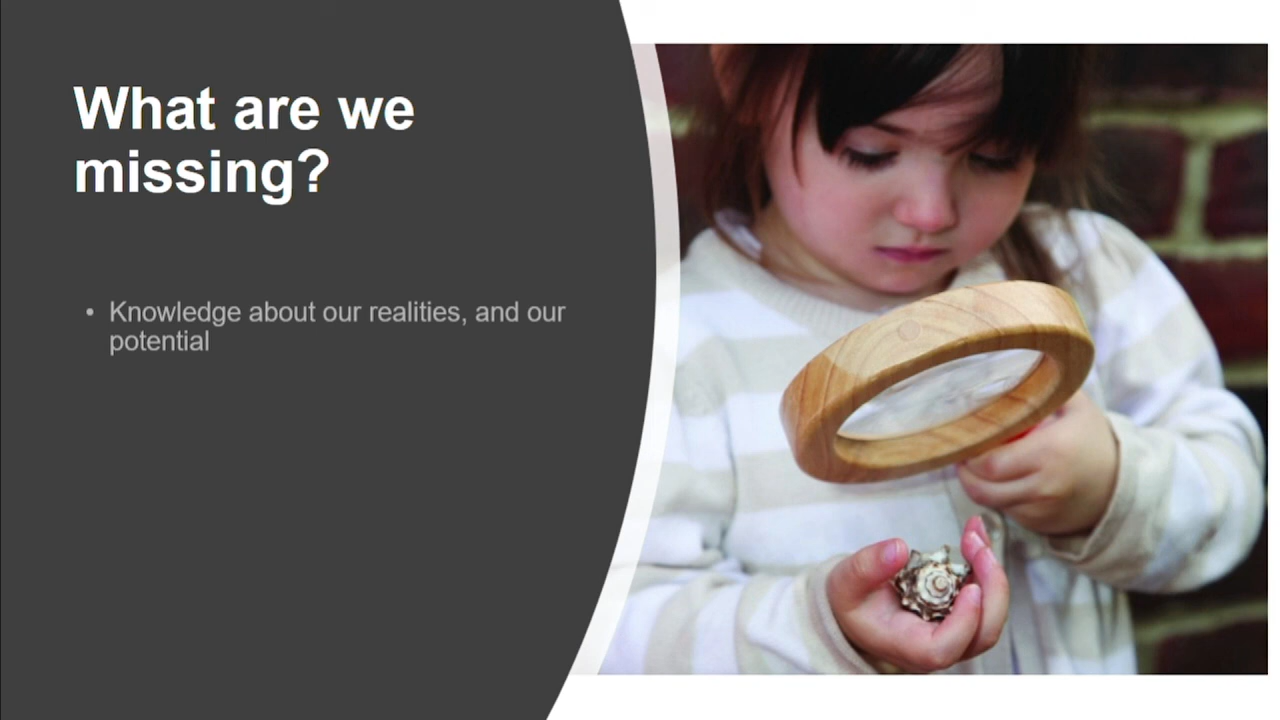 What are we
missing?
• Knowledge about our realities, and our
potential